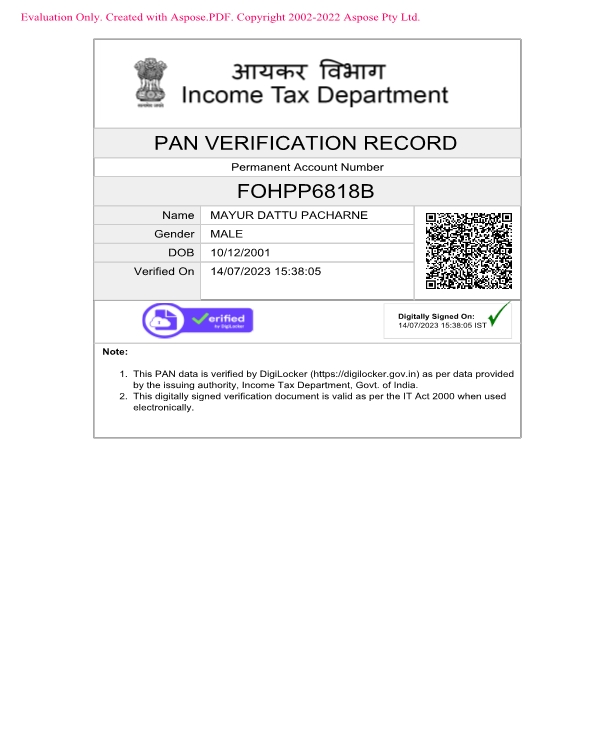 Evaluation Only. Created with Aspose.PDF. Copyright 2002-2022 Aspose Pty Ltd.
आयकर विभाग
Income Tax Department
PAN VERIFICATION RECORD
Permanent Account Number
FOHPP6818B
Name MAYUR DATTU PACHARNE
Gender MALE
DOB 10/12/2001
Verified On 14/07/2023 15:38:05
erified
by DigiLocker
Digitally Signed On:
14/07/2023 15:38:05 IST
Note:
1. This PAN data is verified by DigiLocker (https://digilocker.gov.in) as per data provided
by the issuing authority, Income Tax Department, Govt. of India.
2. This digitally signed verification document is valid as per the IT Act 2000 when used
electronically.